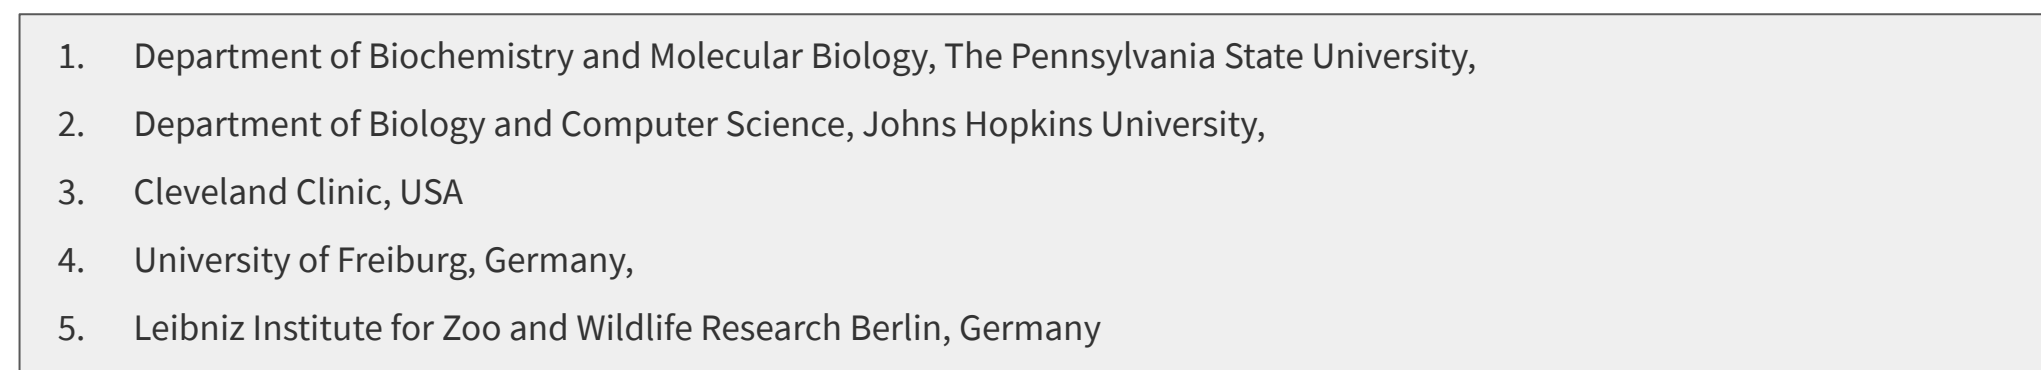 1. Department of Biochemistry and Molecular Biology, The Pennsylvania State University,
2. Department of Biology and Computer Science, Johns Hopkins University,
3. Cleveland Clinic, USA
4. University of Freiburg, Germany,
5. Leibniz Institute for Zoo and Wildlife Research Berlin, Germany